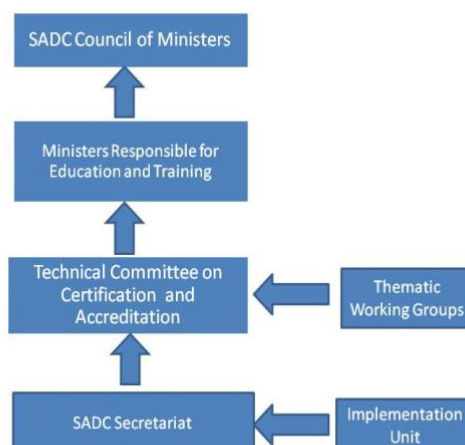 SADC Council of Ministers
Ministers Responsible for
Education and Training
Technical Committee on
Certification and
Accreditation
Thematic
Working Groups
SADC Secretariat
Implementation
Unit